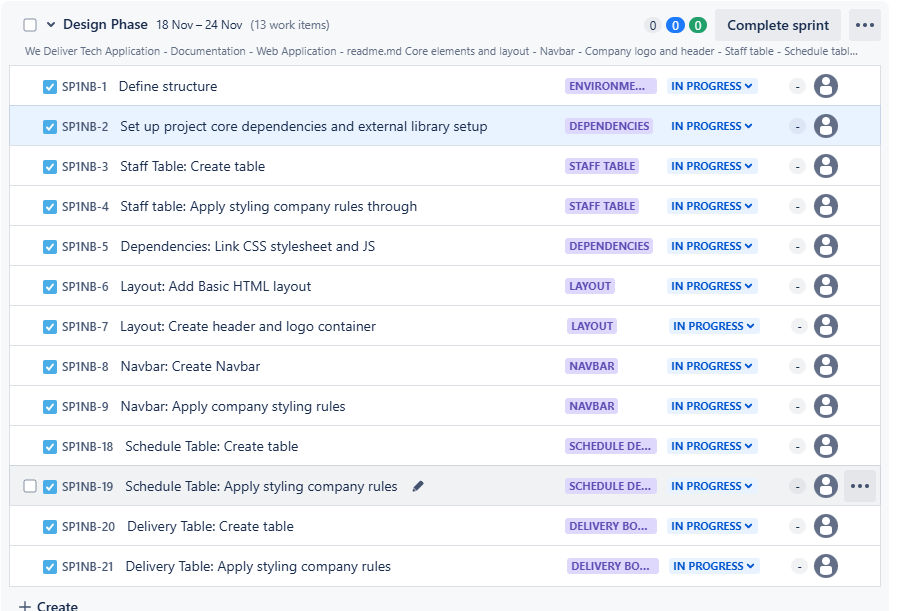 Design Phase 18 Nov – 24 Nov (13 work items) 0 0 0 Complete sprint •••
We Deliver Tech Application - Documentation - Web Application - readme.md Core elements and layout - Navbar - Company logo and header - Staff table - Schedule tabl...
SP1NB-1 Define structure ENVIRONME... IN PROGRESS -
SP1NB-2 Set up project core dependencies and external library setup DEPENDENCIES IN PROGRESS -
SP1NB-3 Staff Table: Create table STAFF TABLE IN PROGRESS -
SP1NB-4 Staff table: Apply styling company rules through STAFF TABLE IN PROGRESS -
SP1NB-5 Dependencies: Link CSS stylesheet and JS DEPENDENCIES IN PROGRESS -
SP1NB-6 Layout: Add Basic HTML layout LAYOUT IN PROGRESS -
SP1NB-7 Layout: Create header and logo container LAYOUT IN PROGRESS -
SP1NB-8 Navbar: Create Navbar NAVBAR IN PROGRESS -
SP1NB-9 Navbar: Apply company styling rules NAVBAR IN PROGRESS -
SP1NB-18 Schedule Table: Create table SCHEDULE DE... IN PROGRESS -
SP1NB-19 Schedule Table: Apply styling company rules SCHEDULE DE... IN PROGRESS - •••
SP1NB-20 Delivery Table: Create table DELIVERY BO... IN PROGRESS -
SP1NB-21 Delivery Table: Apply styling company rules DELIVERY BO... IN PROGRESS -
+ Create